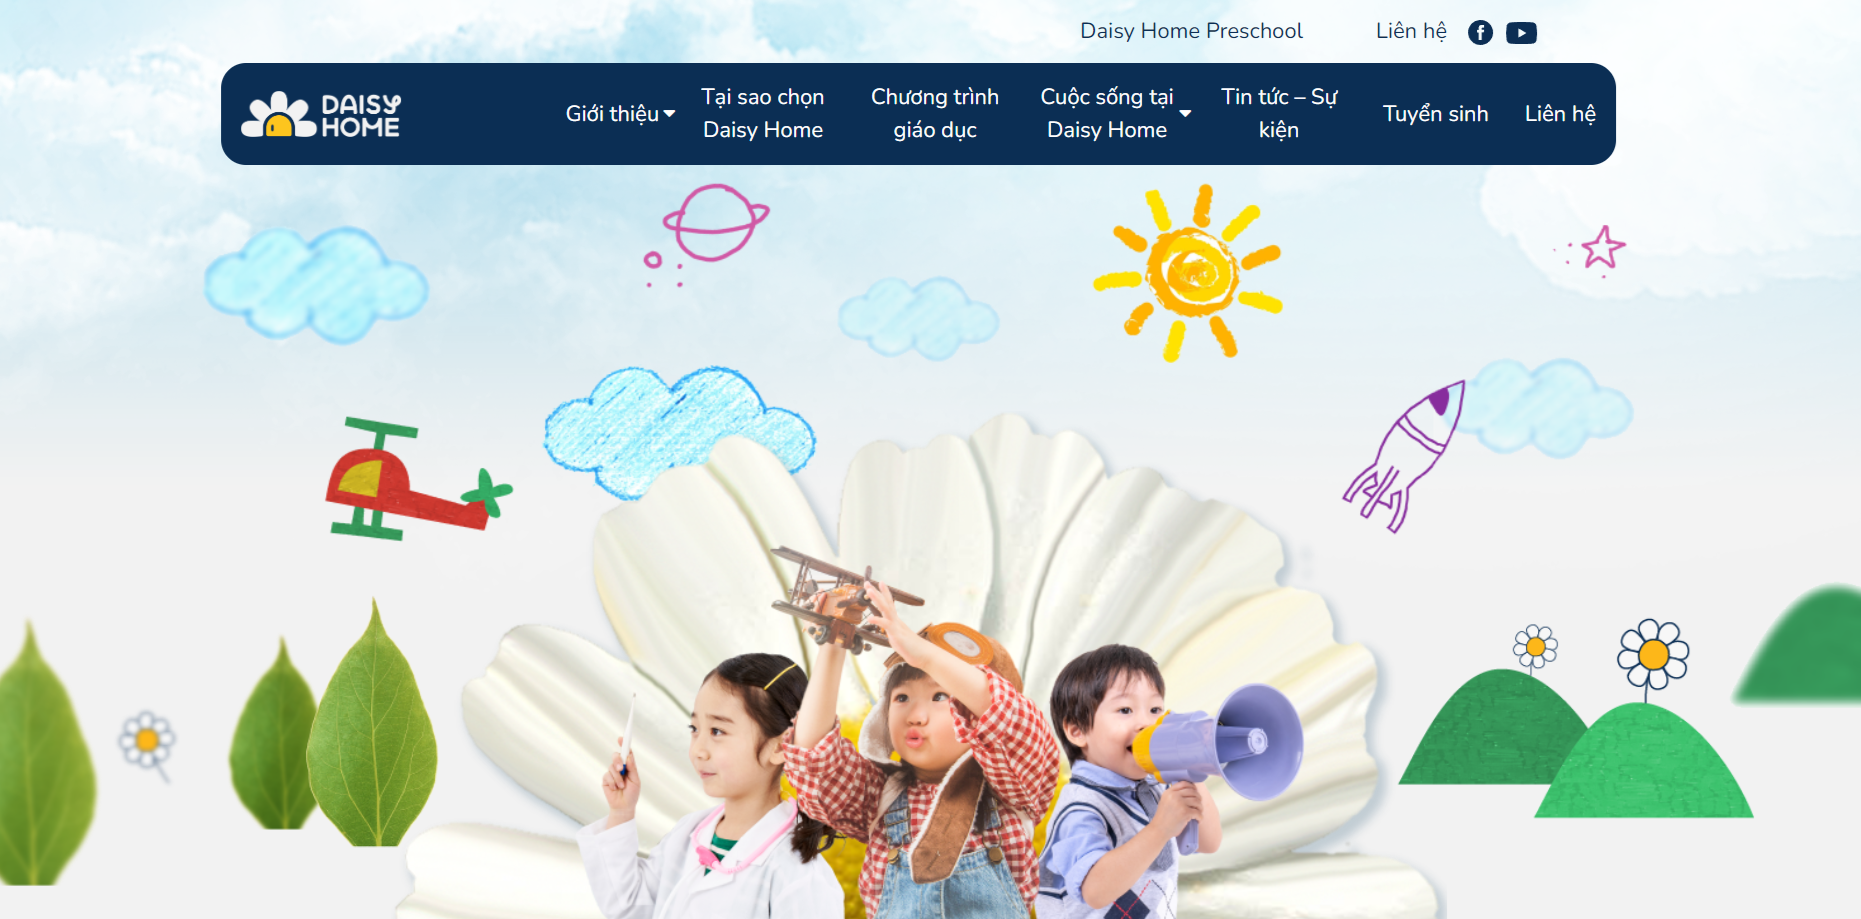 Daisy Home Preschool
Liên hệ
DAISY
HOME
Giới thiệu
Tại sao chọn
Daisy Home
Chương trình
giáo dục
Cuộc sống tại
Daisy Home
Tin tức – Sự
kiện
Tuyển sinh
Liên hệ